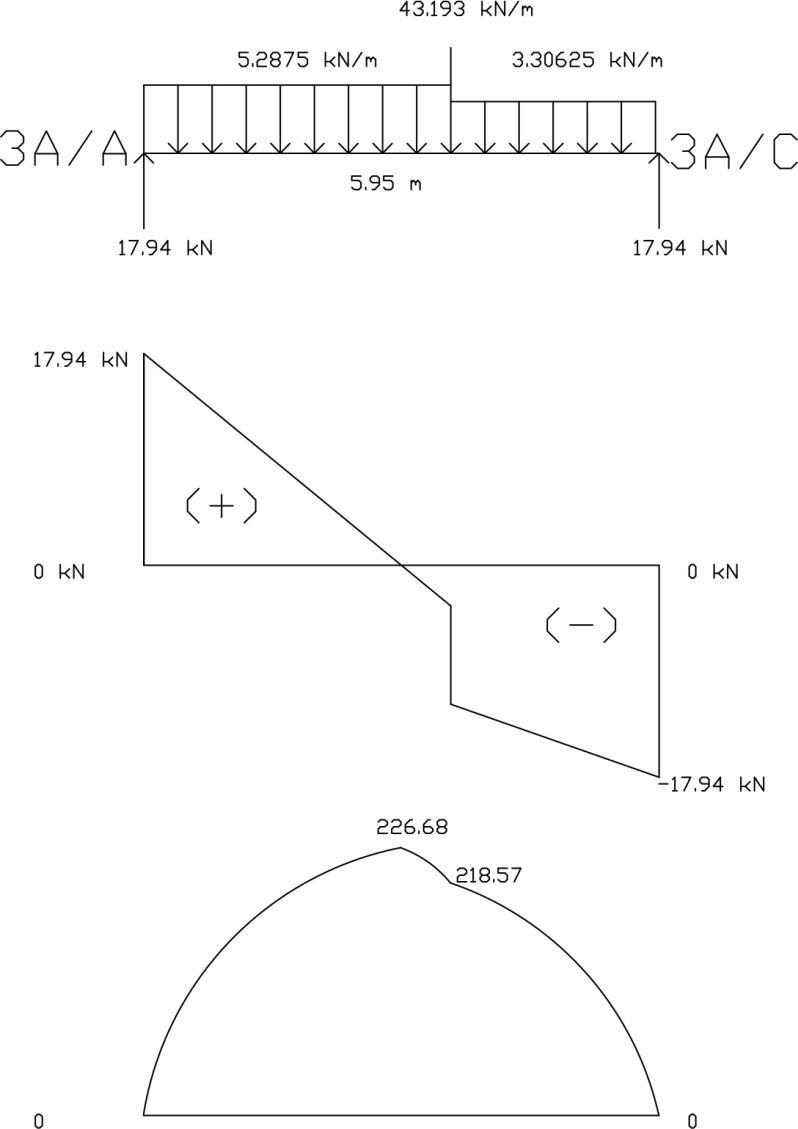 43.193 kN/m
5.2875 kN/m 3.30625 kN/m
3A/A 3A/C
5.95 m
17.94 kN 17.94 kN
17.94 kN
(+)
0 kN 0 kN
(-)
-17.94 kN
226.68
218.57
0 0